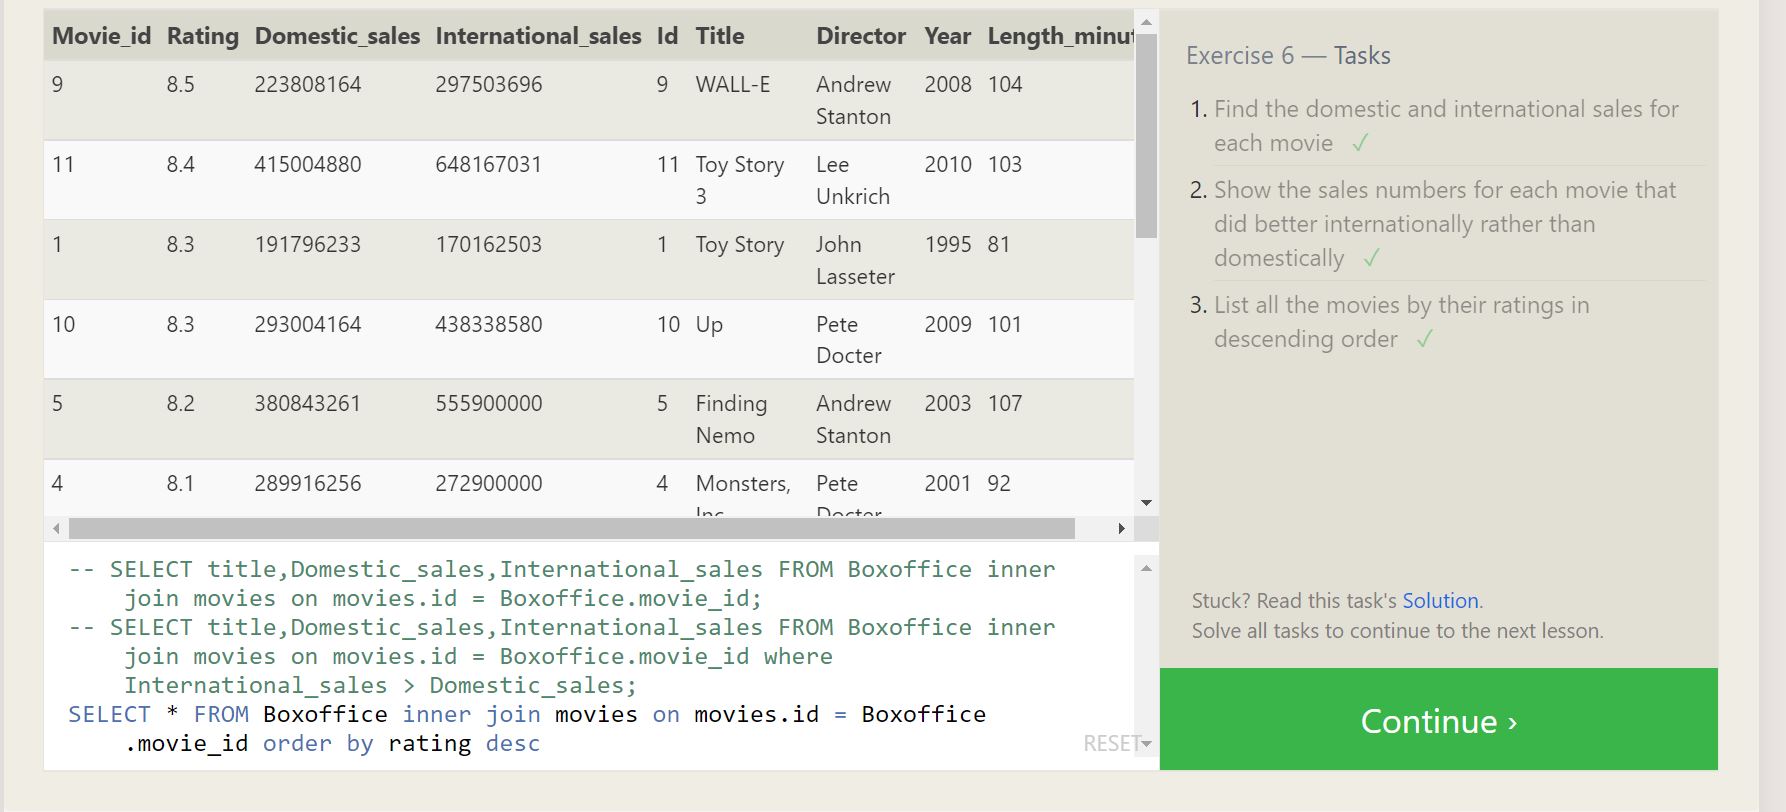 Movie_id Rating Domestic_sales International_sales Id Title Director Year
9 8.5 223808164 297503696 9 WALL-E Andrew Stanton 2008 104
11 8.4 415004880 648167031 11 Toy Story 3 Lee Unkrich 2010 103
1 8.3 191796233 170162503 1 Toy Story John Lasseter 1995 81
10 8.3 293004164 438338580 10 Up Pete Docter 2009 101
5 8.2 380843261 555900000 5 Finding Nemo Andrew Stanton 2003 107
4 8.1 289916256 272900000 4 Monsters, Pete 2001 92
-- SELECT title,Domestic_sales,International_sales FROM Boxoffice inner
join movies on movies.id = Boxoffice.movie_id;
-- SELECT title,Domestic_sales,International_sales FROM Boxoffice inner
join movies on movies.id = Boxoffice.movie_id where
International_sales > Domestic_sales;
SELECT * FROM Boxoffice inner join movies on movies.id = Boxoffice
.movie_id order by rating desc
RESET
Exercise 6 — Tasks
1. Find the domestic and international sales for
each movie ✓
2. Show the sales numbers for each movie that
did better internationally rather than
domestically ✓
3. List all the movies by their ratings in
descending order ✓
Stuck? Read this task's Solution.
Solve all tasks to continue to the next lesson.
Continue ›